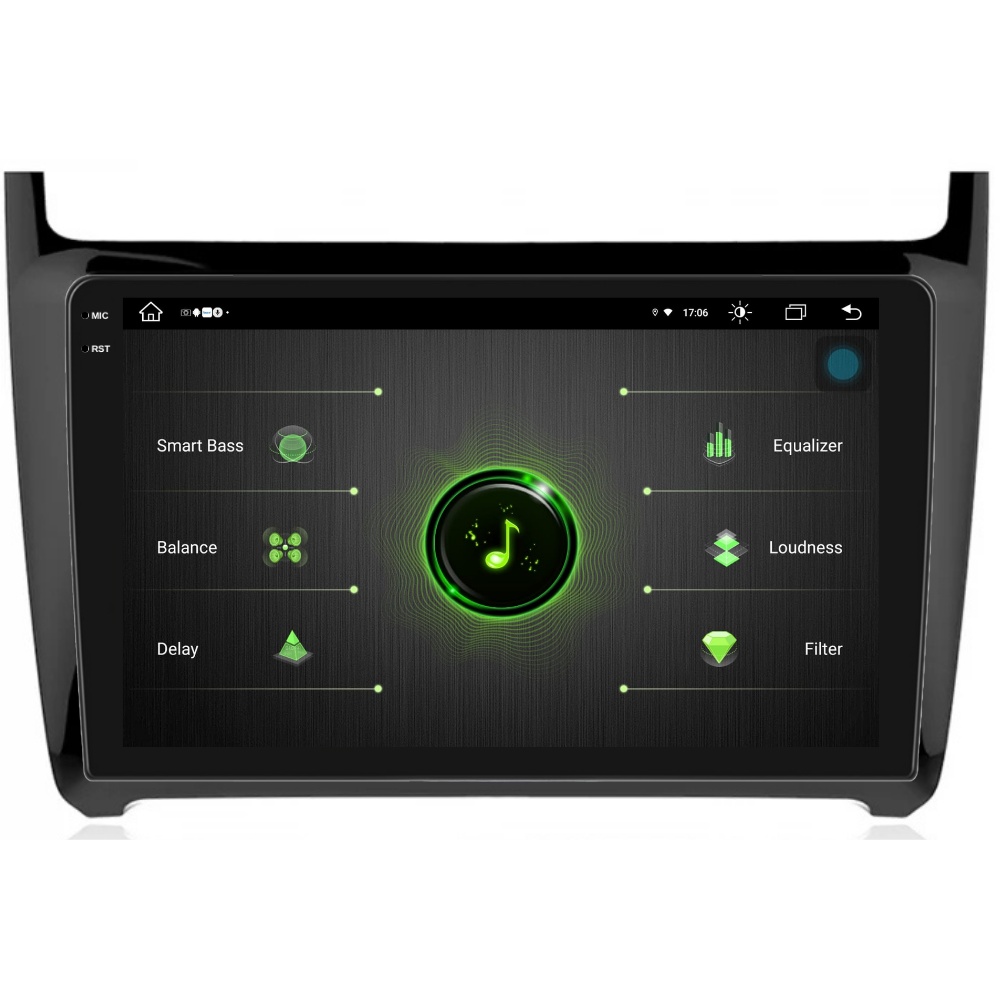 MIC
17:06
RST
Smart Bass
Equalizer
Balance
Loudness
Delay
Filter